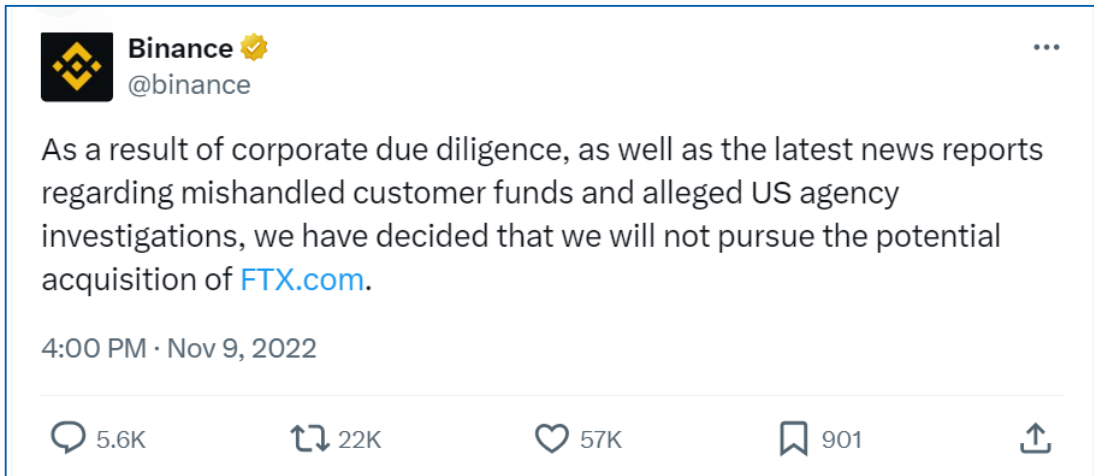 Binance
@binance
As a result of corporate due diligence, as well as the latest news reports
regarding mishandled customer funds and alleged US agency
investigations, we have decided that we will not pursue the potential
acquisition of FTX.com.
4:00 PM · Nov 9, 2022
5.6K 22K 57K 901